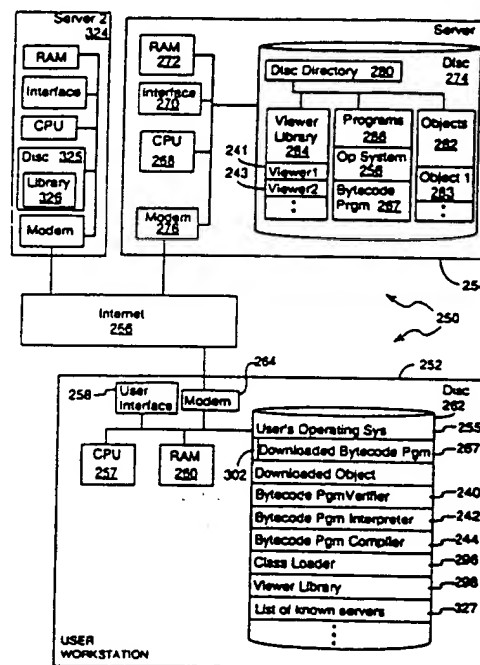 Server 2
324
RAM
Interface
CPU
Disc 325
Library
326
Modem
Server
RAM
272
Interface
270
CPU
268
Modem
276
Disc
274
Disc Directory 280
Viewer
Library
284
Viewer1
Viewer2
241
243
Programs
286
Op System
256
Bytecode
Prgm 267
Objects
282
Object 1
283
254
250
Internet
256
264
252
258
User
Interface
Modem
CPU
257
RAM
260
302
Disc
262
User's Operating Sys
255
Downloaded Bytecode Pgm
267
Downloaded Object
Bytecode PgmVerifier
240
Bytecode Pgm Interpreter
242
Bytecode Pgm Compiler
244
Class Loader
296
Viewer Library
298
List of known servers
327
USER
WORKSTATION